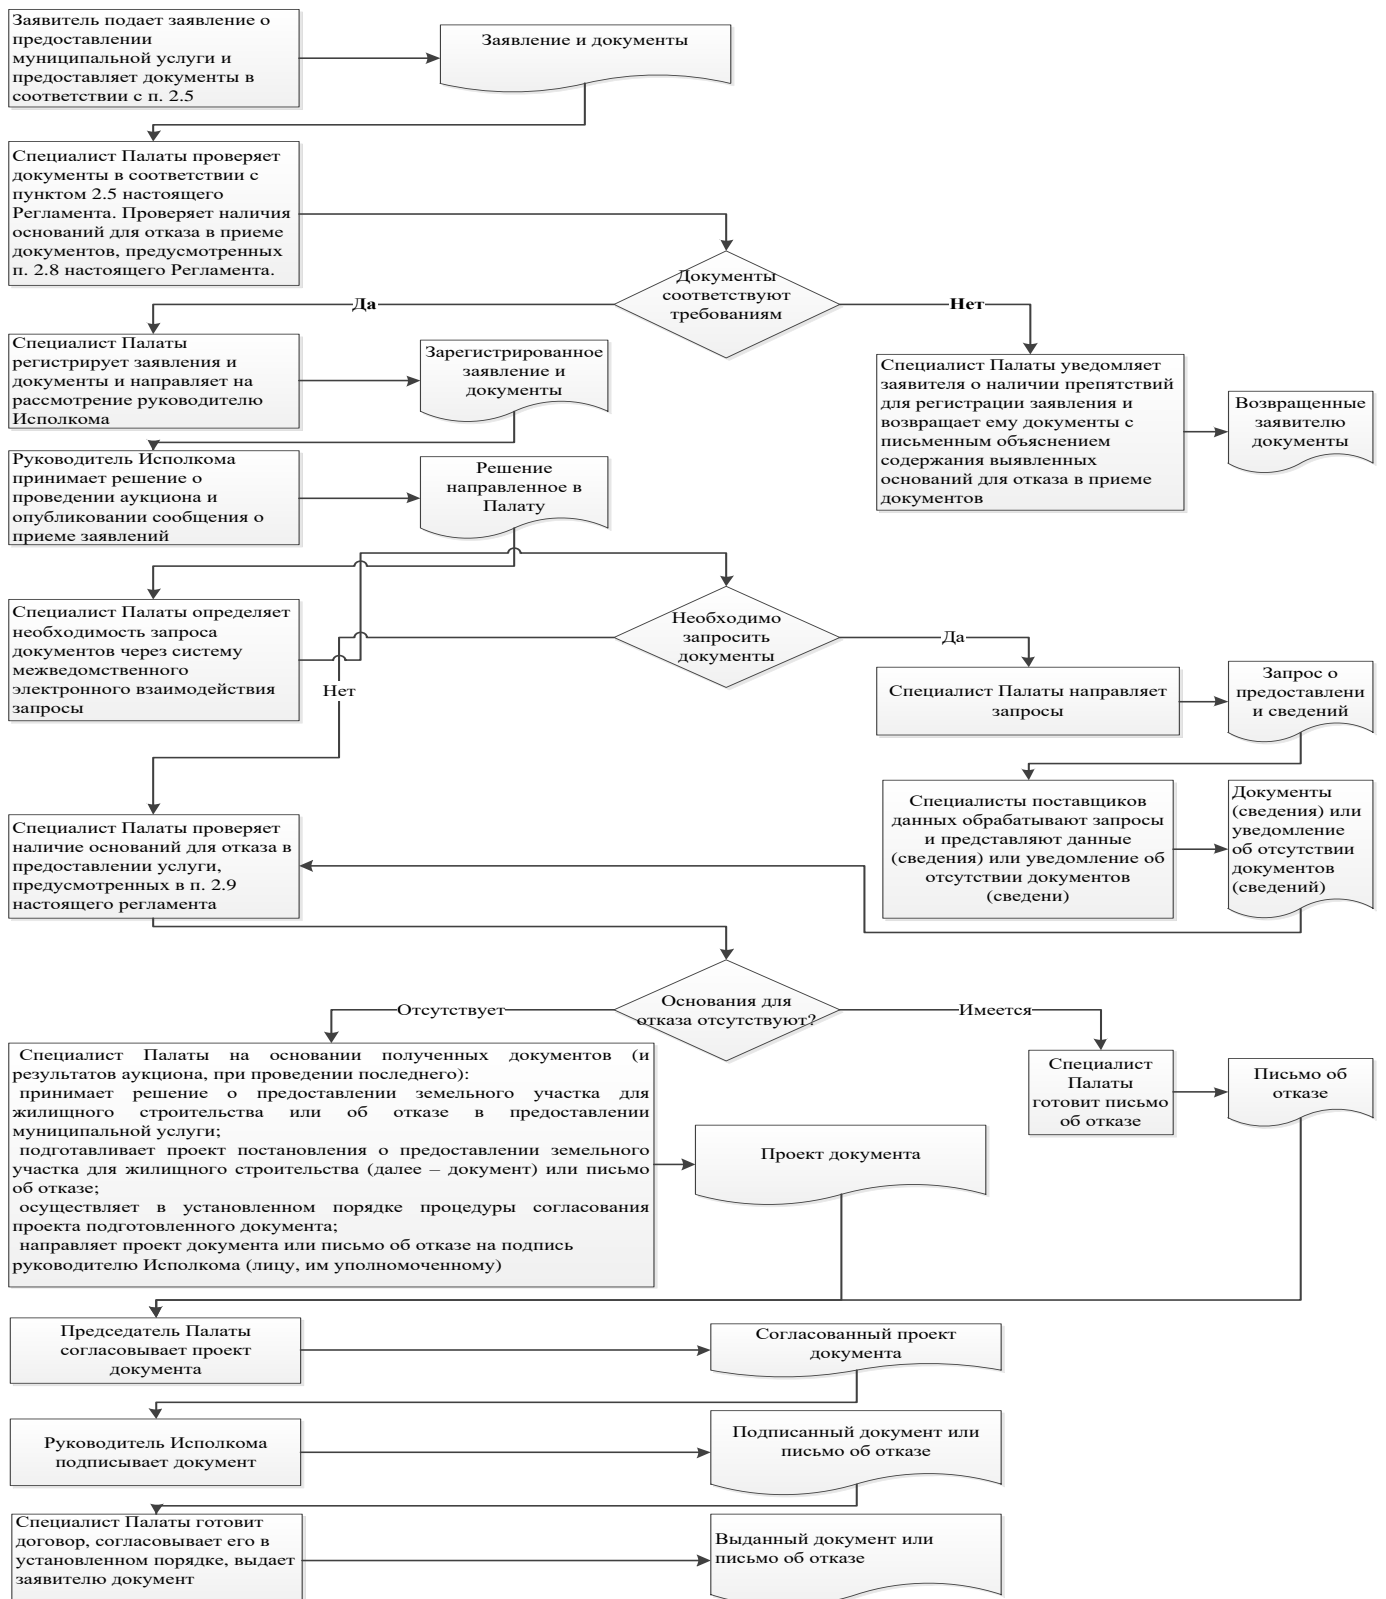 Заявитель подает заявление о
предоставлении
муниципальной услуги и
предоставляет документы в
соответствии с п. 2.5
Заявление и документы
Специалист Палаты проверяет
документы в соответствии с
пунктом 2.5 настоящего
Регламента. Проверяет наличия
оснований для отказа в приеме
документов, предусмотренных
п. 2.8 настоящего Регламента.
Документы
соответствуют
требованиям
Да
Нет
Специалист Палаты
регистрирует заявления и
документы и направляет на
рассмотрение руководителю
Исполкома
Зарегистрированное
заявление и
документы
Специалист Палаты уведомляет
заявителя о наличии препятствий
для регистрации заявления и
возвращает ему документы с
письменным объяснением
содержания выявленных
оснований для отказа в приеме
документов
Возвращенные
заявителю
документы
Руководитель Исполкома
принимает решение о
проведении аукциона и
опубликовании сообщения о
приеме заявлений
Решение
направленное в
Палату
Специалист Палаты определяет
необходимость запроса
документов через систему
межведомственного
электронного взаимодействия
запросы
Необходимо
запросить
документы
Да
Нет
Специалист Палаты направляет
запросы
Запрос о
предоставлени
и сведений
Специалисты поставщиков
данных обрабатывают запросы
и представляют данные
(сведения) или уведомление об
отсутствии документов
(сведени)
Документы
(сведения) или
уведомление
об отсутствии
документов
(сведений)
Специалист Палаты проверяет
наличие оснований для отказа в
предоставлении услуги,
предусмотренных в п. 2.9
настоящего регламента
Основания для
отказа отсутствуют?
Отсутствует
Имеется
Специалист Палаты на основании полученных документов (и
результатов аукциона, при проведении последнего):
принимает решение о предоставлении земельного участка для
жилищного строительства или об отказе в предоставлении
муниципальной услуги;
подготавливает проект постановления о предоставлении земельного
участка для жилищного строительства (далее – документ) или письмо
об отказе;
осуществляет в установленном порядке процедуры согласования
проекта подготовленного документа;
направляет проект документа или письмо об отказе на подпись
руководителю Исполкома (лицу, им уполномоченному)
Проект документа
Специалист
Палаты
готовит письмо
об отказе
Письмо об
отказе
Председатель Палаты
согласовывает проект
документа
Согласованный проект
документа
Руководитель Исполкома
подписывает документ
Подписанный документ или
письмо об отказе
Специалист Палаты готовит
договор, согласовывает его в
установленном порядке, выдает
заявителю документ
Выданный документ или
письмо об отказе